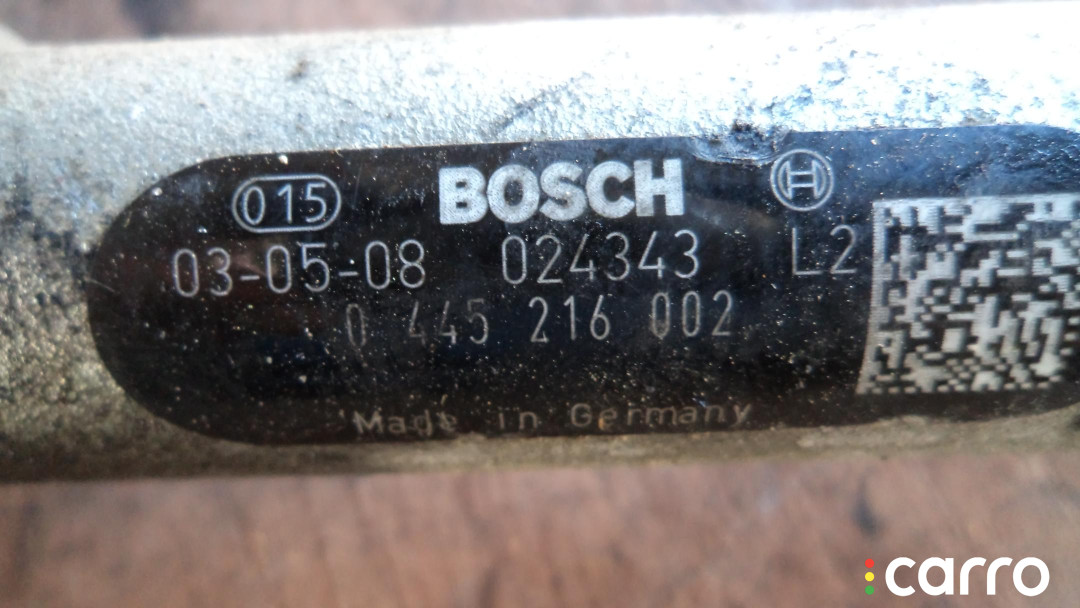 015 BOSCH
03-05-08 024343 L2
0 445 216 002
Made in Germany
carro